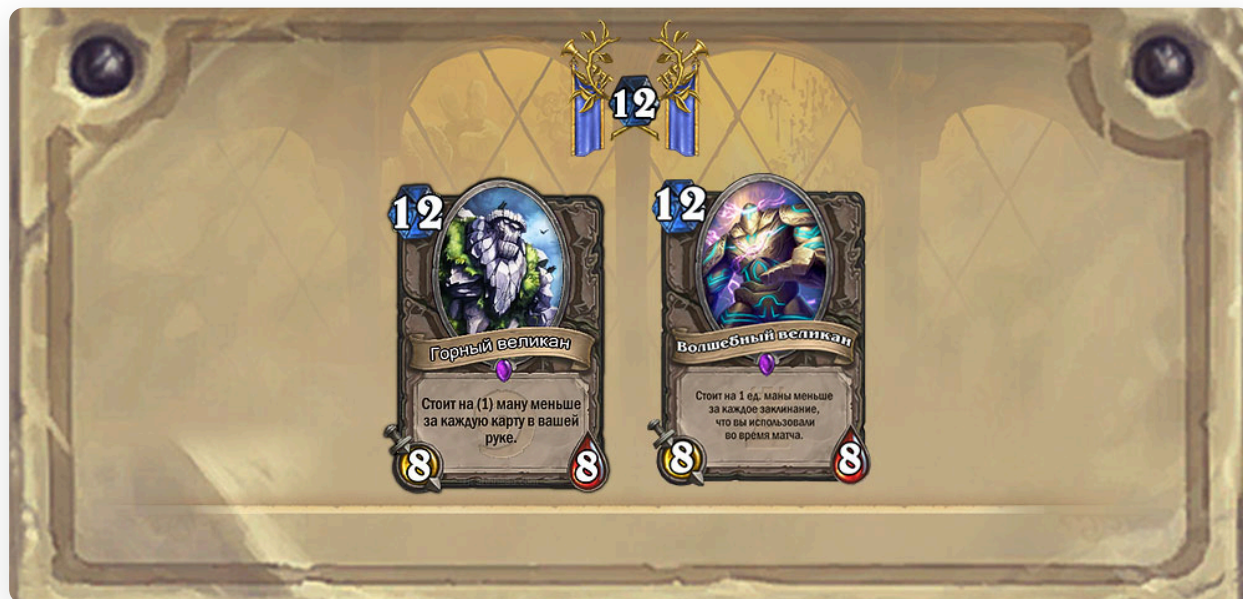 12
12
Горный великан
Стоит на (1) ману меньше
за каждую карту в вашей
руке.
8
8
12
Волшебный великан
Стоит на 1 ед. маны меньше
за каждое заклинание,
что вы использовали
во время матча.
8
8